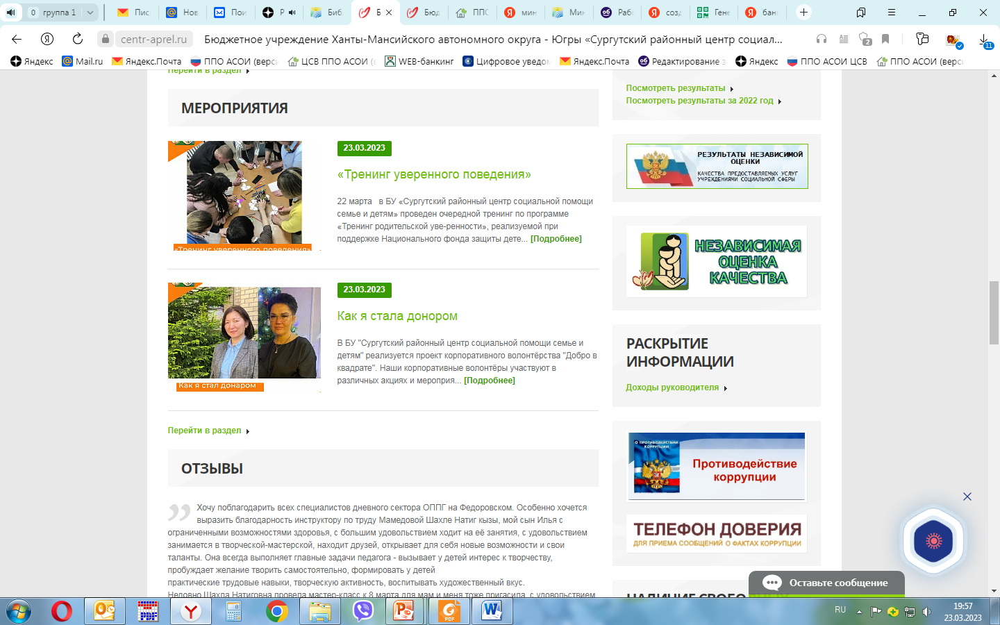 0 группа 1
Пис
Нов
Пои
Р
Биб
Б
Бюд
ППО
мин
Мин
Рабо
созд
Гене
бан
centr-aprel.ru
Бюджетное учреждение Ханты-Мансийского автономного округа - Югры «Сургутский районный центр социал...
2
11
Яндекс
Mail.ru
Яндекс.Почта
ППО АСОИ (верси
ЦСВ ППО АСОИ (в
WEB-банкинг
Цифровое уведом
Яндекс.Почта
Редактирование з
Яндекс
ППО АСОИ ЦСВ
ППО АСОИ (верси
Перейти в раздел
МЕРОПРИЯТИЯ
23.03.2023
«Тренинг уверенного поведения»
22 марта в БУ «Сургутский районный центр социальной помощи
семье и детям» проведен очередной тренинг по программе
«Тренинг родительской уве-ренности», реализуемой при
поддержке Национального фонда защиты дете... [Подробнее]
«Тренинг уверенного поведения»
23.03.2023
Как я стала донором
В БУ "Сургутский районный центр социальной помощи семье и
детям" реализуется проект корпоративного волонтёрства "Добро в
квадрате". Наши корпоративные волонтёры участвуют в
различных акциях и мероприя... [Подробнее]
Как я стал донаром
Перейти в раздел
ОТЗЫВЫ
Хочу поблагодарить всех специалистов дневного сектора ОППГ на Федоровском. Особенно хочется
выразить благодарность инструктору по труду Мамедовой Шахле Натиг кызы, мой сын Илья с
ограниченными возможностями здоровья, с большим удовольствием ходит на её занятия, с удовольствием
занимается в творческой-мастерской, находит друзей, открывает для себя новые возможности и свои
таланты. Она всегда выполняет главные задачи педагога - вызывает у детей интерес к творчеству,
пробуждает желание творить самостоятельно, формировать у детей
практические трудовые навыки, творческую активность, воспитывать художественный вкус.
Недовно Шахла Натиговна провела мастер-класс к 8 марта для мам и меня тоже пригасила, с удовольствием
Посмотреть результаты
Посмотреть результаты за 2022 год
РЕЗУЛЬТАТЫ НЕЗАВИСИМОЙ
ОЦЕНКИ
КАЧЕСТВА ПРЕДОСТАВЛЯЕМЫХ УСЛУГ
УЧРЕЖДЕНИЯМИ СОЦИАЛЬНОЙ СФЕРЫ
НЕЗАВИСИМАЯ
ОЦЕНКА
КАЧЕСТВА
РАСКРЫТИЕ
ИНФОРМАЦИИ
Доходы руководителя
О ПРОТИВОДЕЙСТВИИ
КОРРУПЦИИ
Противодействие
коррупции
ТЕЛЕФОН ДОВЕРИЯ
ДЛЯ ПРИЕМА СООБЩЕНИЙ О ФАКТАХ КОРРУПЦИИ
Оставьте сообщение
RU
19:57
23.03.2023